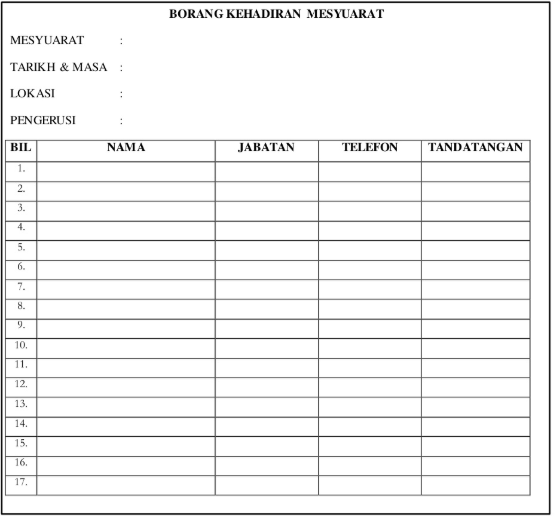 BORANG KEHADIRAN MESYUARAT
MESYUARAT :
TARIKH & MASA :
LOKASI :
PENGERUSI :
BIL NAMA JABATAN TELEFON TANDATANGAN
1.
2.
3.
4.
5.
6.
7.
8.
9.
10.
11.
12.
13.
14.
15.
16.
17.